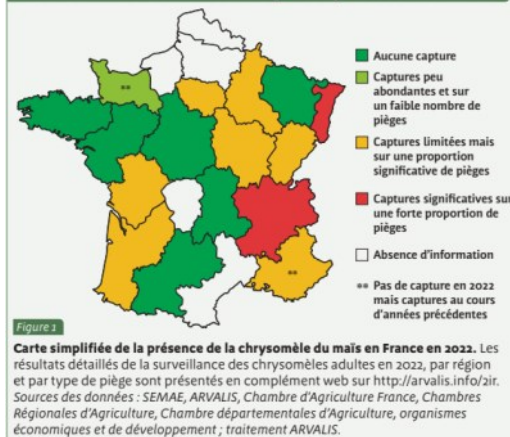 **
**
Aucune capture
Captures peu
abondantes et sur
un faible nombre de
pièges
Captures limitées mais
sur une proportion
significative de pièges
Captures significatives sur
une forte proportion de
pièges
Absence d'information
** Pas de capture en 2022
mais captures au cours
d'années précédentes
Figure 1
Carte simplifiée de la présence de la chrysomèle du maïs en France en 2022. Les
résultats détaillés de la surveillance des chrysomèles adultes en 2022, par région
et par type de piège sont présentés en complément web sur http://arvalis.info/2ir.
Sources des données : SEMAE, ARVALIS, Chambre d'Agriculture France, Chambres
Régionales d'Agriculture, Chambre départementales d'Agriculture, organismes
économiques et de développement ; traitement ARVALIS.